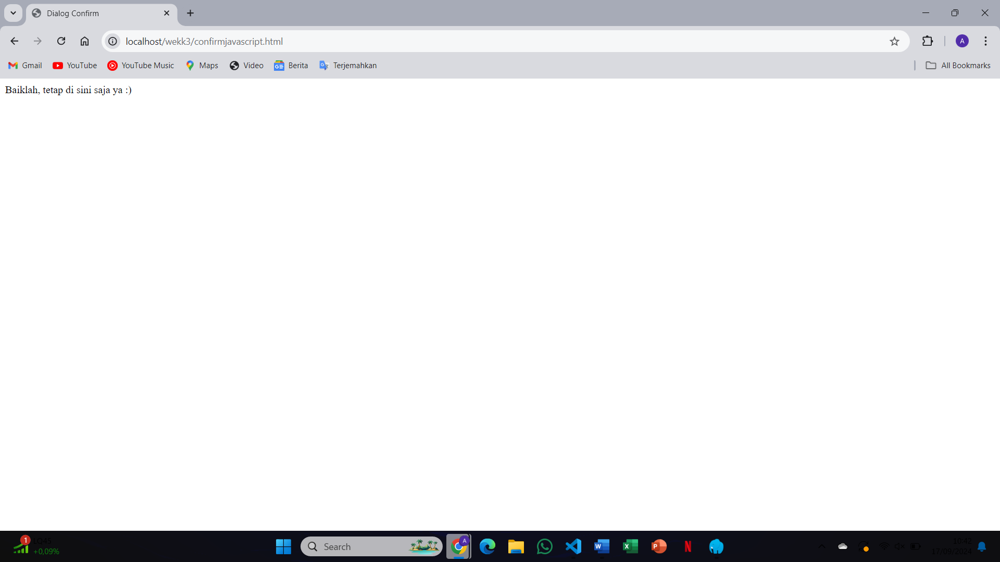 Dialog Confirm
localhost/wekk3/confirmjavascript.html
A
Gmail YouTube YouTube Music Maps Video Berita Terjemahkan All Bookmarks
Baiklah, tetap di sini saja ya :)
1
LQ45
+0,09%
Search
A
10:42
17/09/2024